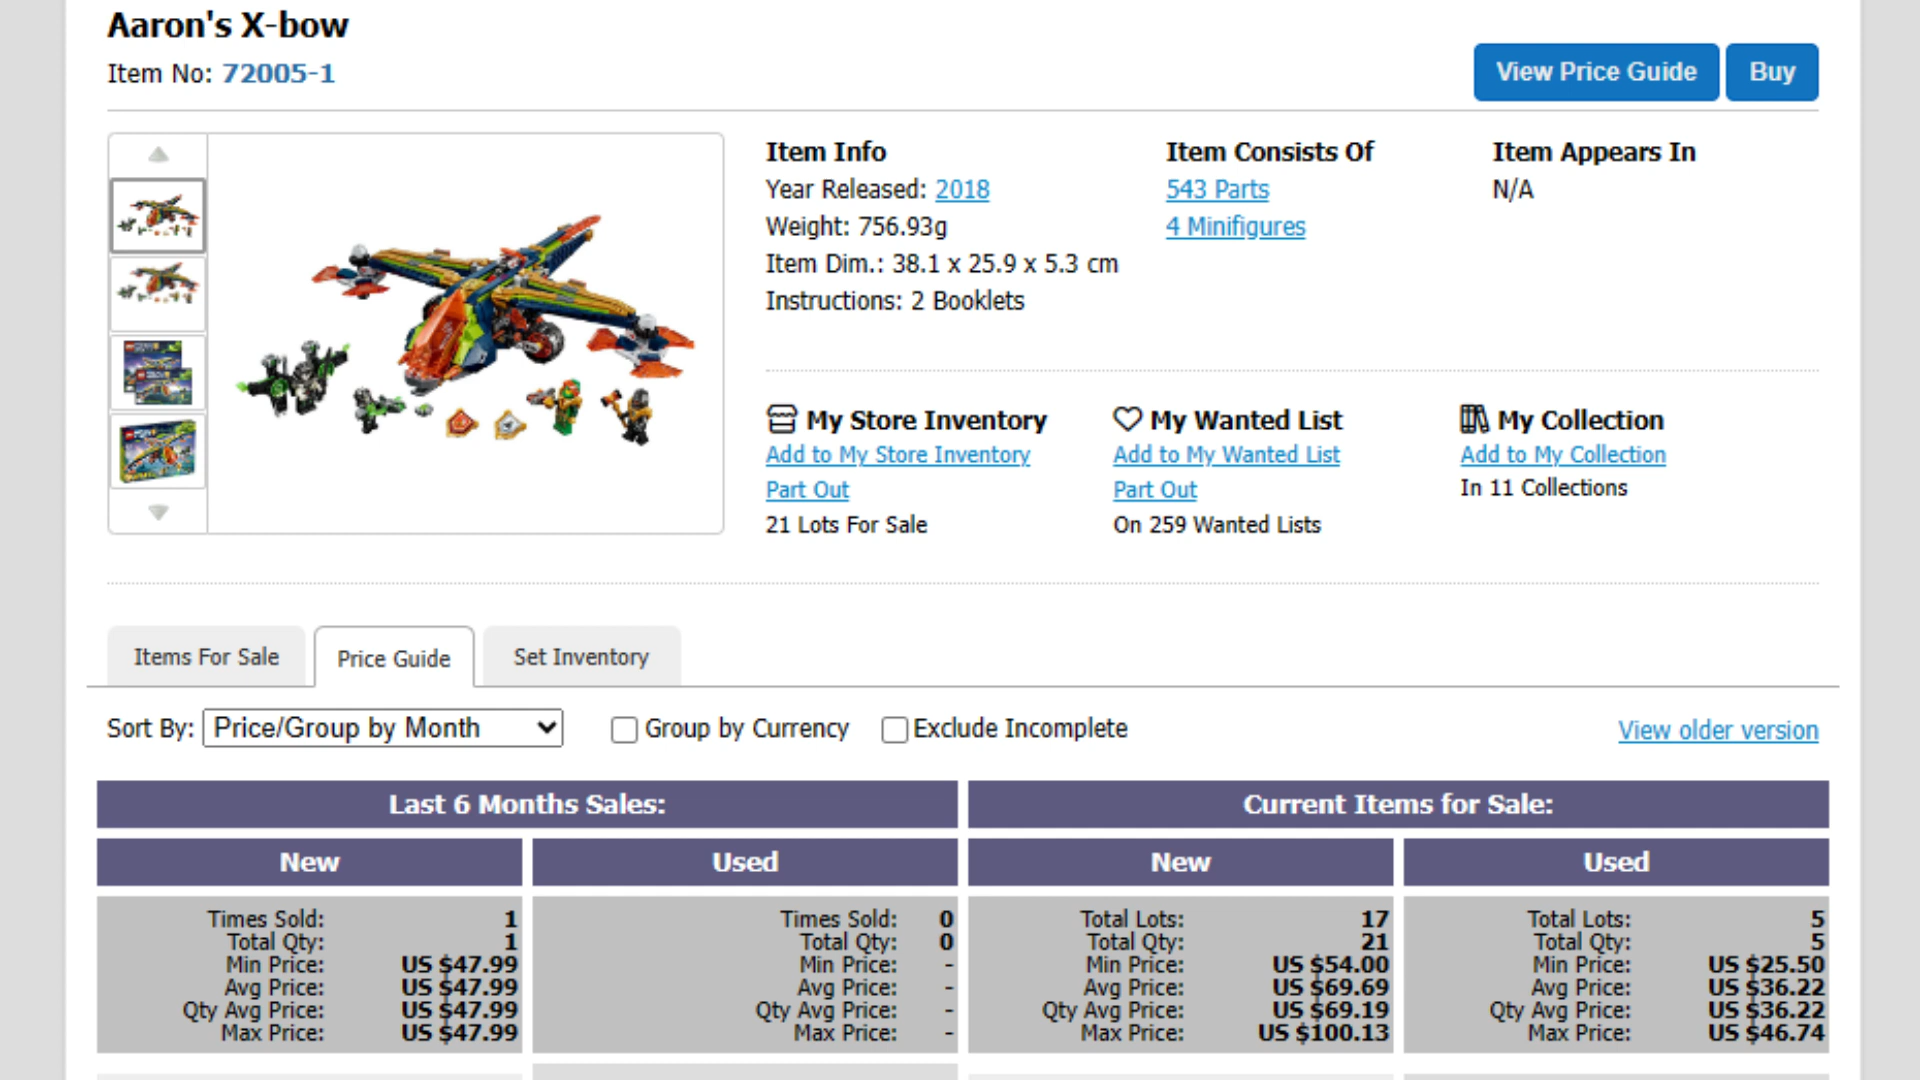 Aaron's X-bow
Item No: 72005-1
View Price Guide
Buy
Item Info
Year Released: 2018
Weight: 756.93g
Item Dim.: 38.1 x 25.9 x 5.3 cm
Instructions: 2 Booklets
Item Consists Of
543 Parts
4 Minifigures
Item Appears In
N/A
My Store Inventory
Add to My Store Inventory
Part Out
21 Lots For Sale
My Wanted List
Add to My Wanted List
Part Out
On 259 Wanted Lists
My Collection
Add to My Collection
In 11 Collections
Items For Sale
Price Guide
Set Inventory
Sort By: Price/Group by Month
Group by Currency
Exclude Incomplete
View older version
Last 6 Months Sales:
Current Items for Sale:
New
Used
New
Used
Times Sold: 1
Total Qty: 1
Min Price: US $47.99
Avg Price: US $47.99
Qty Avg Price: US $47.99
Max Price: US $47.99
Times Sold: 0
Total Qty: 0
Min Price: -
Avg Price: -
Qty Avg Price: -
Max Price: -
Total Lots: 17
Total Qty: 21
Min Price: US $54.00
Avg Price: US $69.69
Qty Avg Price: US $69.19
Max Price: US $100.13
Total Lots: 5
Total Qty: 5
Min Price: US $25.50
Avg Price: US $36.22
Qty Avg Price: US $36.22
Max Price: US $46.74